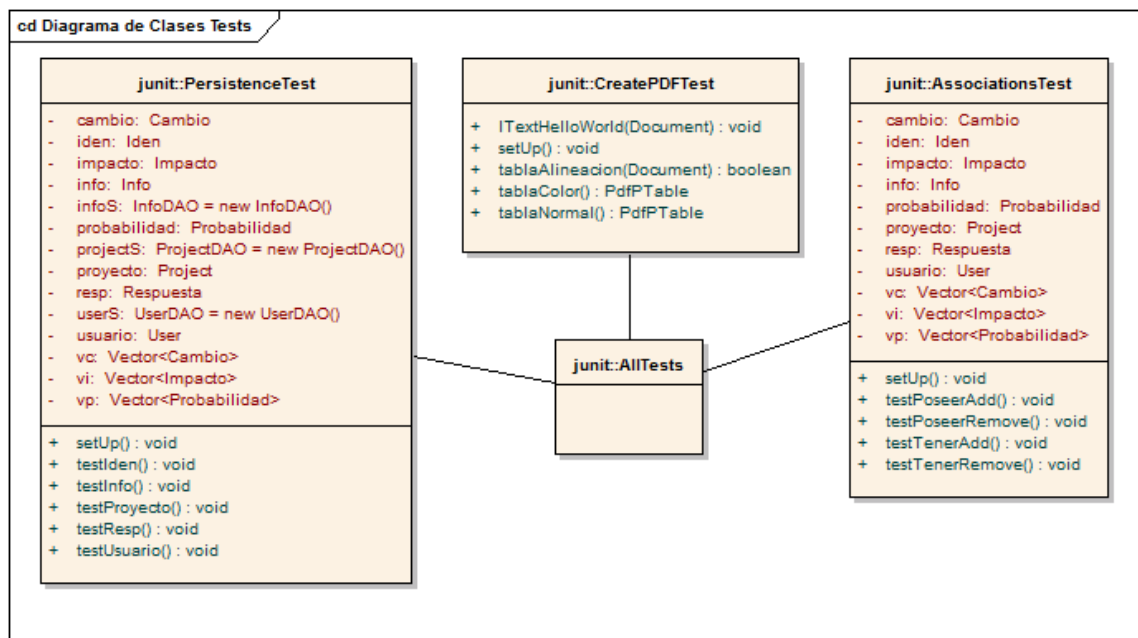 cd Diagrama de Clases Tests
junit::PersistenceTest
- cambio: Cambio
- iden: Iden
- impacto: Impacto
- info: Info
- infoS: InfoDAO = new InfoDAO()
- probabilidad: Probabilidad
- projectS: ProjectDAO = new ProjectDAO()
- proyecto: Project
- resp: Respuesta
- userS: UserDAO = new UserDAO()
- usuario: User
- vc: Vector<Cambio>
- vi: Vector<Impacto>
- vp: Vector<Probabilidad>
+ setUp() : void
+ testIden() : void
+ testInfo() : void
+ testProyecto() : void
+ testResp() : void
+ testUsuario() : void
junit::CreatePDFTest
+ ITextHelloWorld(Document) : void
+ setUp() : void
+ tablaAlineacion(Document) : boolean
+ tablaColor() : PdfPTable
+ tablaNormal() : PdfPTable
junit::AllTests
junit::AssociationsTest
- cambio: Cambio
- iden: Iden
- impacto: Impacto
- info: Info
- probabilidad: Probabilidad
- proyecto: Project
- resp: Respuesta
- usuario: User
- vc: Vector<Cambio>
- vi: Vector<Impacto>
- vp: Vector<Probabilidad>
+ setUp() : void
+ testPoseerAdd() : void
+ testPoseerRemove() : void
+ testTenerAdd() : void
+ testTenerRemove() : void